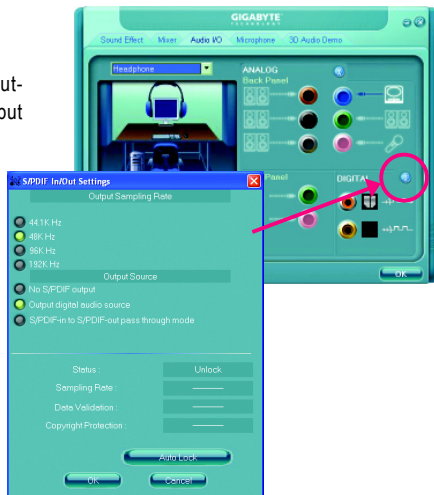 GIGABYTE
TECHNOLOGY
Sound Effect Mixer Audio I/O Microphone 3D Audio Demo
Headphone
ANALOG
Back Panel
Panel
DIGITAL
OK
out-
out
S/PDIF In/Out Settings
Output Sampling Rate
44.1K Hz
48K Hz
96K Hz
192K Hz
Output Source
No S/PDIF output
Output digital audio source
S/PDIF-in to S/PDIF-out pass through mode
Status : Unlock
Sampling Rate :
Data Validation :
Copyright Protection :
Auto Lock
OK Cancel